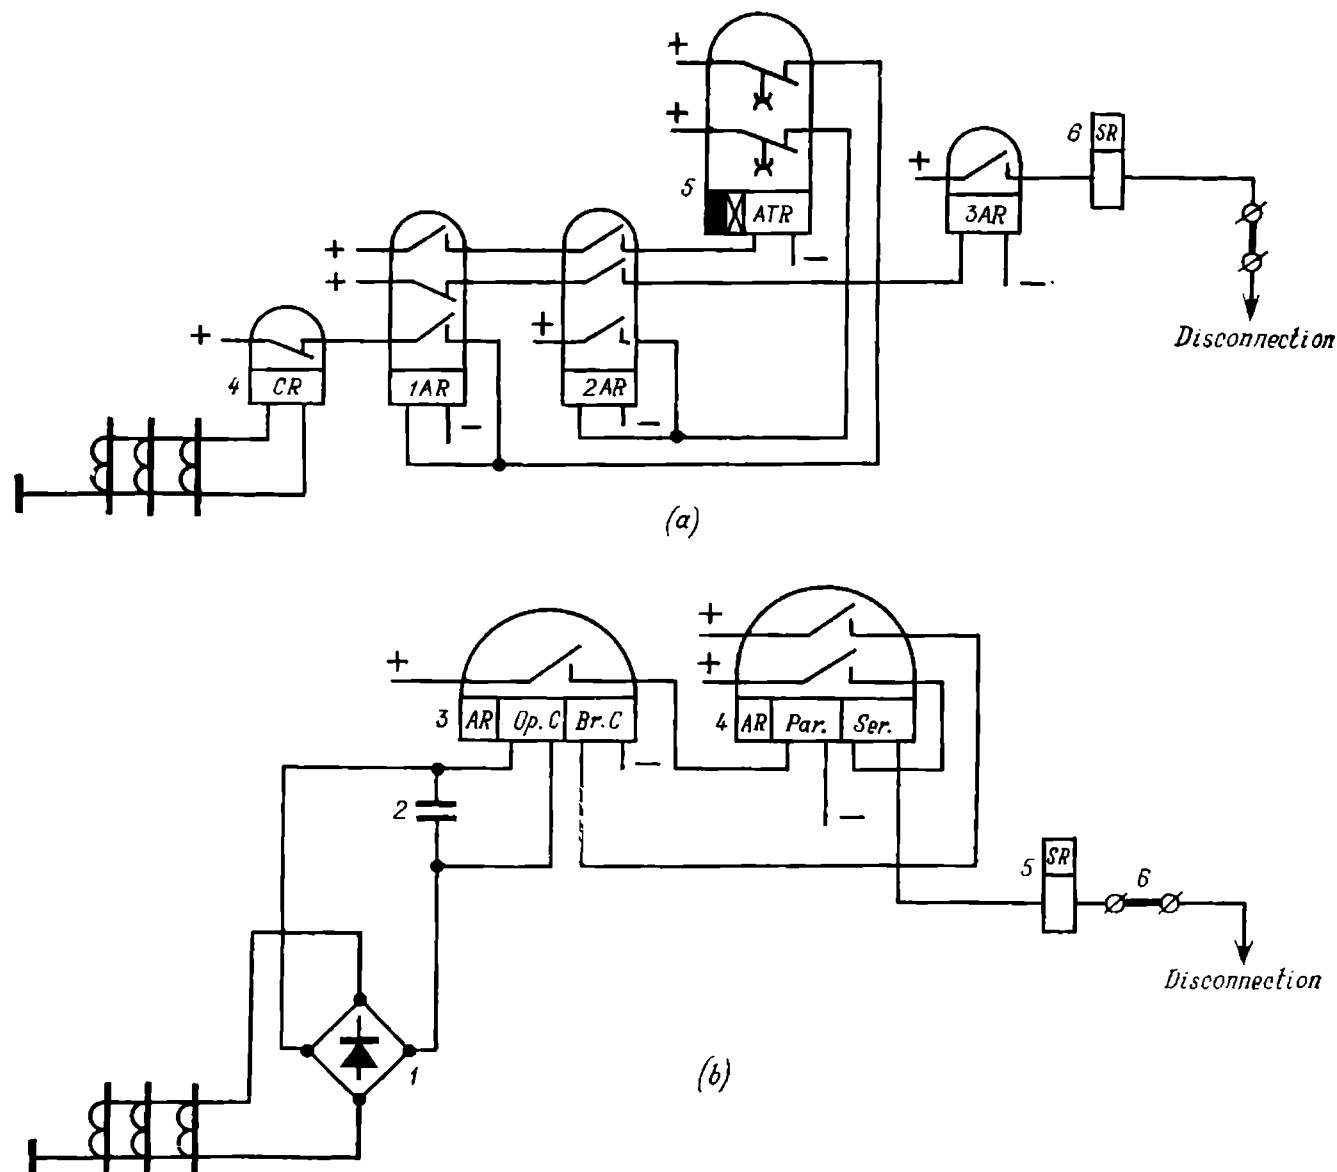 +
+
5 ATR
6 SR
+
3AR
−
−
Disconnection
+
+
+
+
4 CR
1AR
−
2AR
−
(a)
+
3 AR Op. C Br. C
−
+
+
4 AR Par. Ser.
−
2
5 SR
6
Disconnection
1
(b)